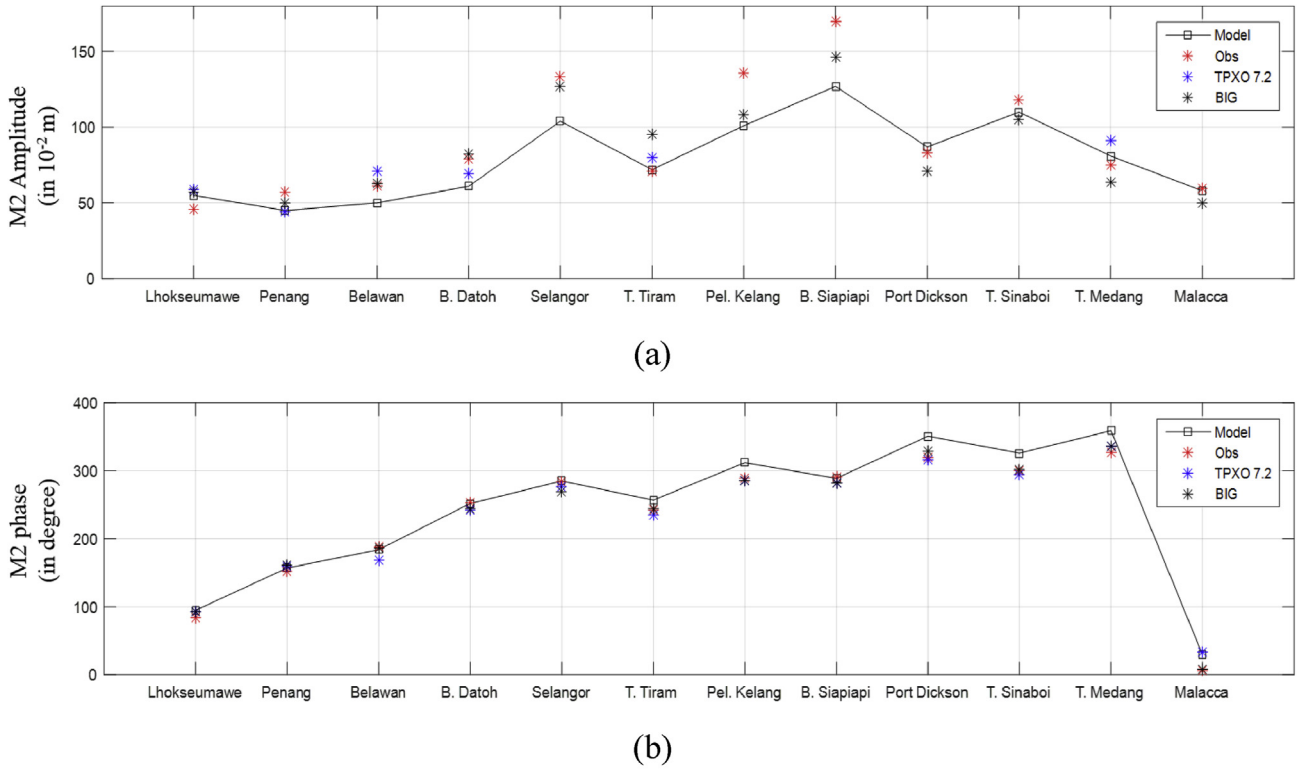 M2 Amplitude
(in 10⁻² m)
150
100
50
0
Model
Obs
TPXO 7.2
BIG
Lhokseumawe Penang Belawan B. Datoh Selangor T. Tiram Pel. Kelang B. Siapiapi Port Dickson T. Sinaboi T. Medang Malacca
(a)
M2 phase
(in degree)
400
300
200
100
0
Model
Obs
TPXO 7.2
BIG
Lhokseumawe Penang Belawan B. Datoh Selangor T. Tiram Pel. Kelang B. Siapiapi Port Dickson T. Sinaboi T. Medang Malacca
(b)